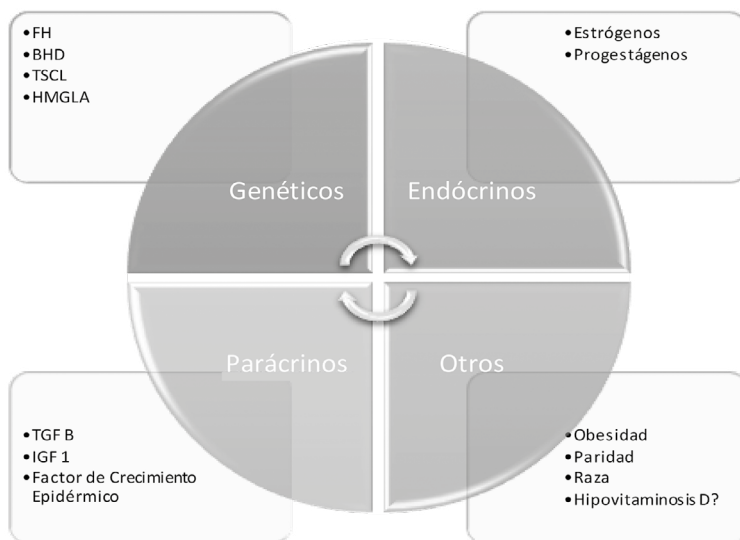 •FH
•BHD
•TSCL
•HMGLA
Genéticos
•Estrógenos
•Progestágenos
Endócrinos
Parácrinos
•TGF B
•IGF 1
•Factor de Crecimiento
Epidérmico
Otros
•Obesidad
•Paridad
•Raza
•Hipovitaminosis D?